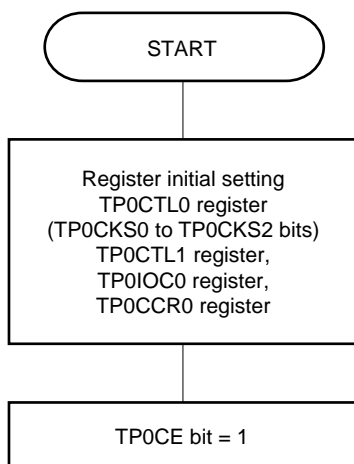 START
Register initial setting
TP0CTL0 register
(TP0CKS0 to TP0CKS2 bits)
TP0CTL1 register,
TP0IOC0 register,
TP0CCR0 register
TP0CE bit = 1